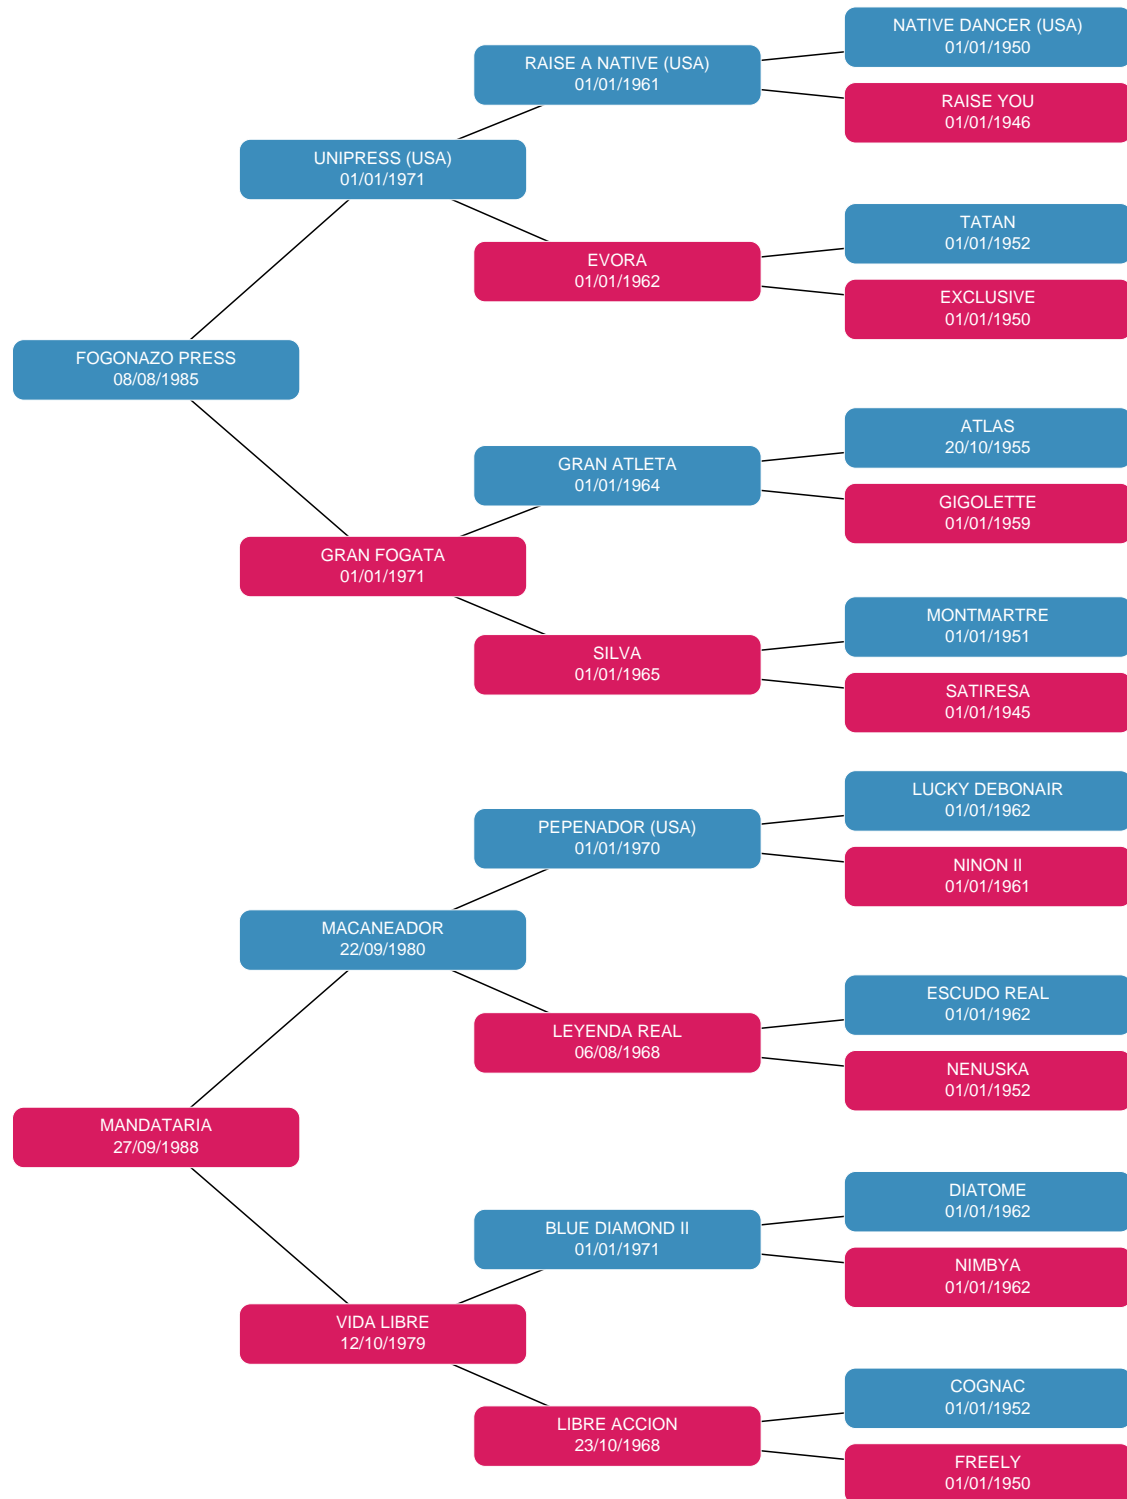 NATIVE DANCER (USA)
01/01/1950
RAISE A NATIVE (USA)
01/01/1961
RAISE YOU
01/01/1946
UNIPRESS (USA)
01/01/1971
TATAN
01/01/1952
EVORA
01/01/1962
EXCLUSIVE
01/01/1950
FOGONAZO PRESS
08/08/1985
ATLAS
20/10/1955
GRAN ATLETA
01/01/1964
GIGOLETTE
01/01/1959
GRAN FOGATA
01/01/1971
MONTMARTRE
01/01/1951
SILVA
01/01/1965
SATIRESA
01/01/1945
LUCKY DEBONAIR
01/01/1962
PEPENADOR (USA)
01/01/1970
NINON II
01/01/1961
MACANEADOR
22/09/1980
ESCUDO REAL
01/01/1962
LEYENDA REAL
06/08/1968
NENUSKA
01/01/1952
MANDATARIA
27/09/1988
DIATOME
01/01/1962
BLUE DIAMOND II
01/01/1971
NIMBYA
01/01/1962
VIDA LIBRE
12/10/1979
COGNAC
01/01/1952
LIBRE ACCION
23/10/1968
FREELY
01/01/1950